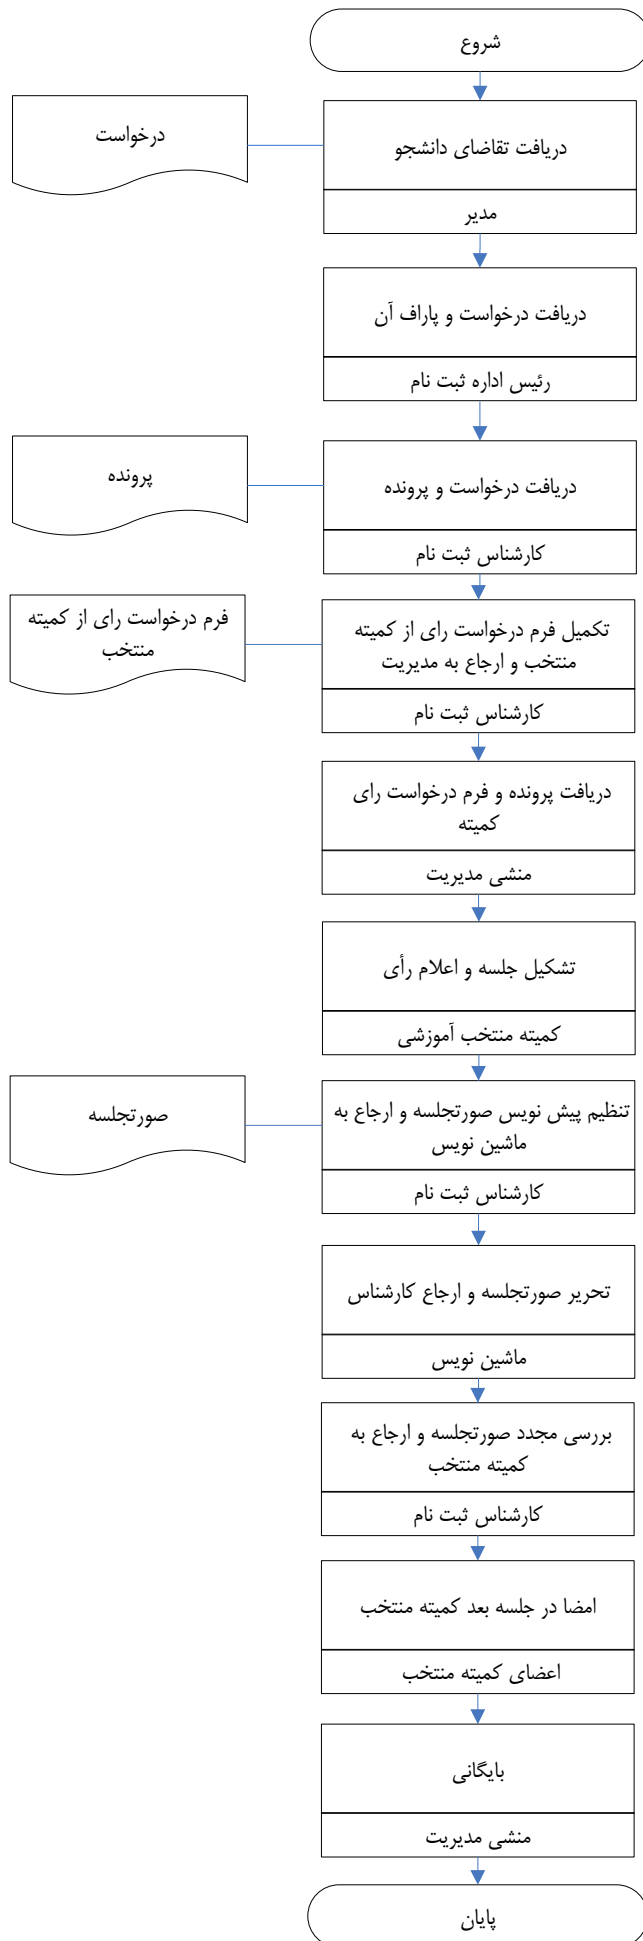 شروع
درخواست
دریافت تقاضای دانشجو
مدیر
دریافت درخواست و پاراف آن
رئیس اداره ثبت نام
پرونده
دریافت درخواست و پرونده
کارشناس ثبت نام
فرم درخواست رای از کمیته
منتخب
تکمیل فرم درخواست رای از کمیته
منتخب و ارجاع به مدیریت
کارشناس ثبت نام
دریافت پرونده و فرم درخواست رای
کمیته
منشی مدیریت
تشکیل جلسه و اعلام رأی
کمیته منتخب آموزشی
صورتجلسه
تنظیم پیش نویس صورتجلسه و ارجاع به
ماشین نویس
کارشناس ثبت نام
تحریر صورتجلسه و ارجاع کارشناس
ماشین نویس
بررسی مجدد صورتجلسه و ارجاع به
کمیته منتخب
کارشناس ثبت نام
امضا در جلسه بعد کمیته منتخب
اعضای کمیته منتخب
بایگانی
منشی مدیریت
پایان